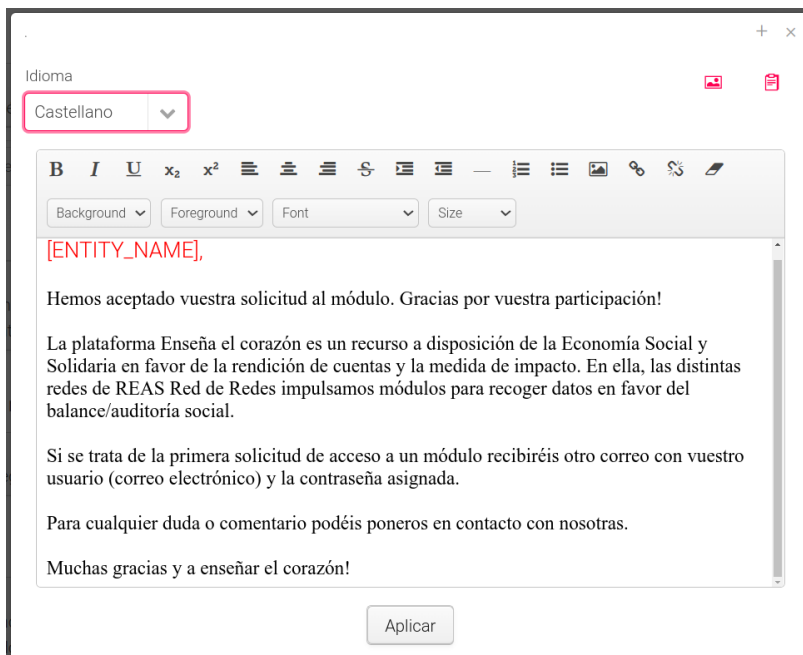 Idioma
Castellano
B I U x₂ x² S
Background Foreground Font Size
[ENTITY_NAME],
Hemos aceptado vuestra solicitud al módulo. Gracias por vuestra participación!
La plataforma Enseña el corazón es un recurso a disposición de la Economía Social y
Solidaria en favor de la rendición de cuentas y la medida de impacto. En ella, las distintas
redes de REAS Red de Redes impulsamos módulos para recoger datos en favor del
balance/auditoría social.
Si se trata de la primera solicitud de acceso a un módulo recibiréis otro correo con vuestro
usuario (correo electrónico) y la contraseña asignada.
Para cualquier duda o comentario podéis poneros en contacto con nosotras.
Muchas gracias y a enseñar el corazón!
Aplicar